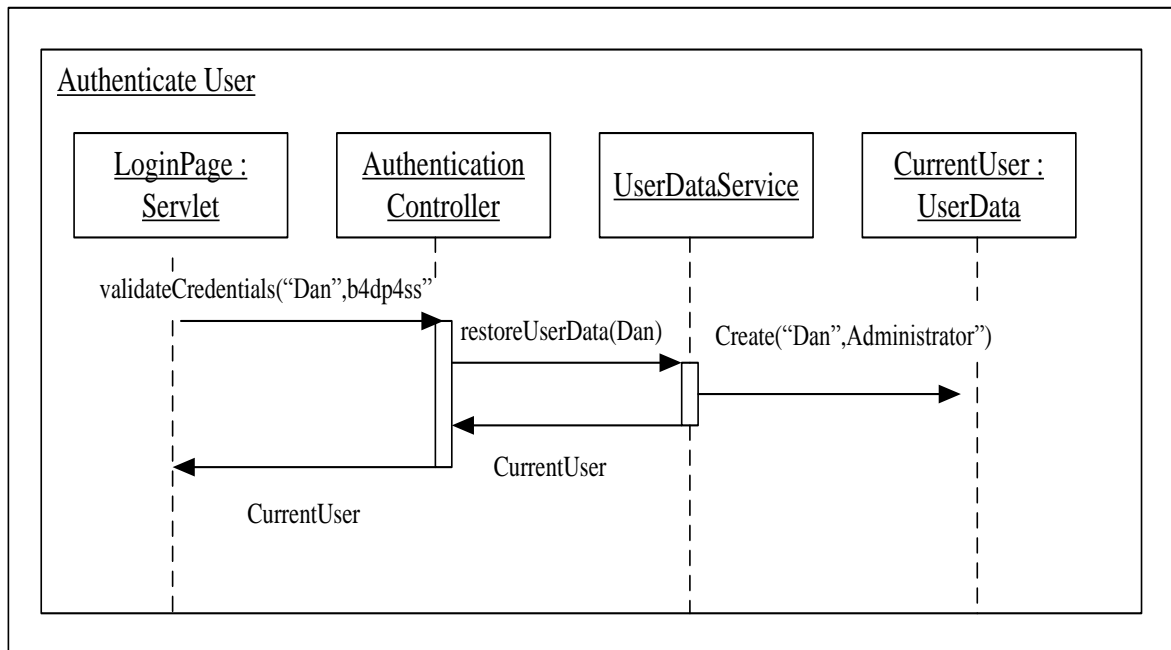 Authenticate User
LoginPage :
Servlet
Authentication
Controller
UserDataService
CurrentUser :
UserData
validateCredentials(“Dan”,b4dp4ss”
restoreUserData(Dan)
Create(“Dan”,Administrator”)
CurrentUser
CurrentUser